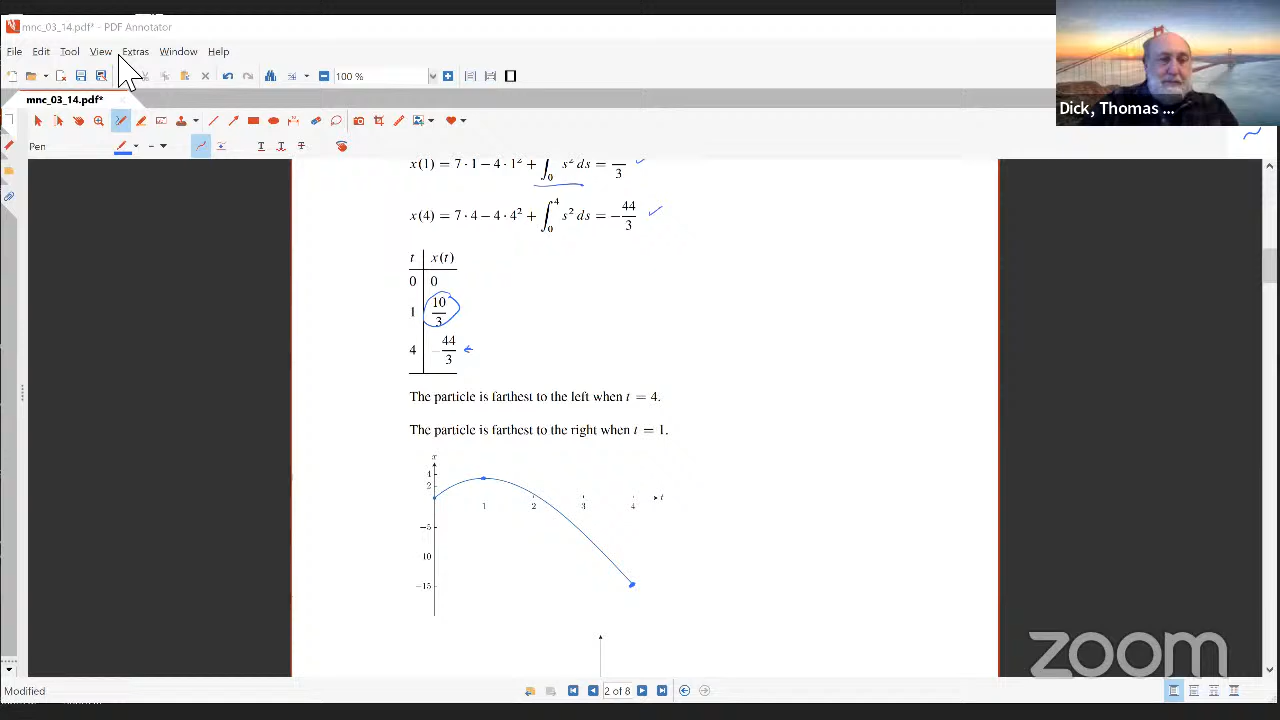 mnc_03_14.pdf* - PDF Annotator
File Edit Tool View Extras Window Help
100 %
mnc_03_14.pdf*
Pen
Dick, Thomas ...
x(1) = 7 · 1 − 4 · 1² + ∫₀ s² ds = /3
x(4) = 7 · 4 − 4 · 4² + ∫₀⁴ s² ds = −44/3
t x(t)
0 0
1 10/3
4 −44/3
The particle is farthest to the left when t = 4.
The particle is farthest to the right when t = 1.
x
4
2
1 2 3 4 t
−5
10
−15
zoom
Modified
2 of 8